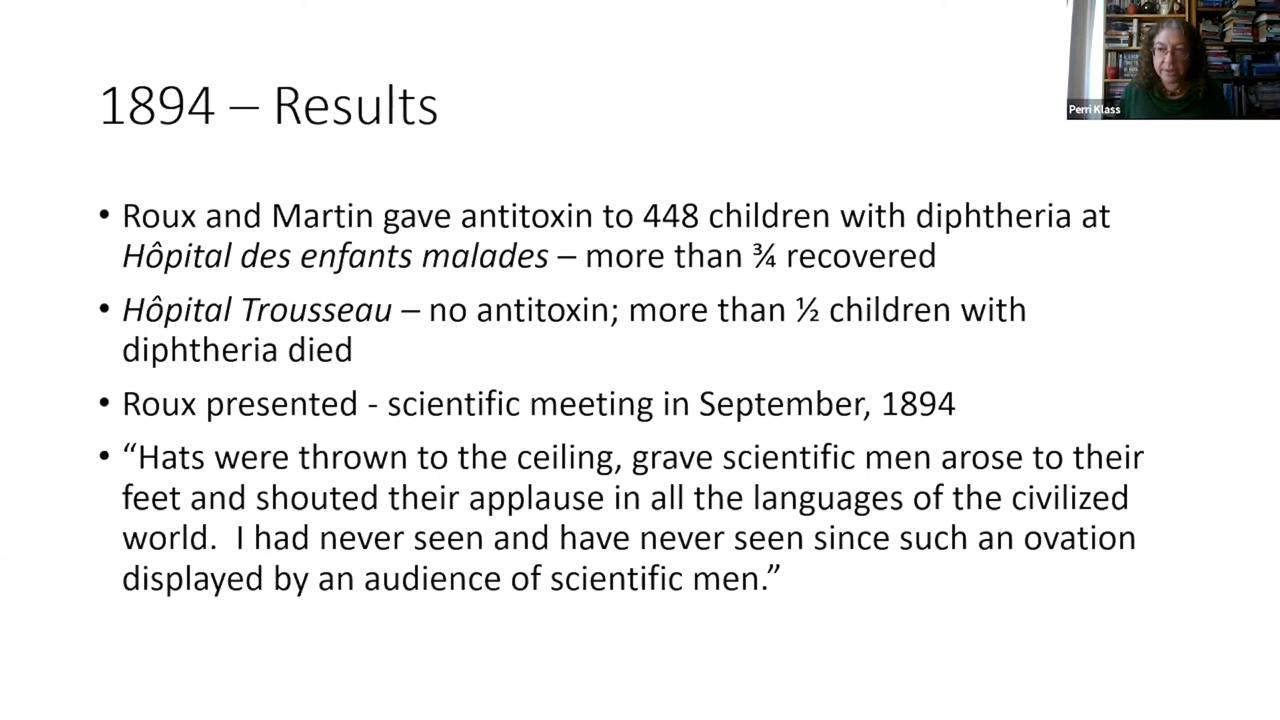 1894 – Results
Perri Klass
• Roux and Martin gave antitoxin to 448 children with diphtheria at
Hôpital des enfants malades – more than ¾ recovered
• Hôpital Trousseau – no antitoxin; more than ½ children with
diphtheria died
• Roux presented - scientific meeting in September, 1894
• “Hats were thrown to the ceiling, grave scientific men arose to their
feet and shouted their applause in all the languages of the civilized
world.  I had never seen and have never seen since such an ovation
displayed by an audience of scientific men.”